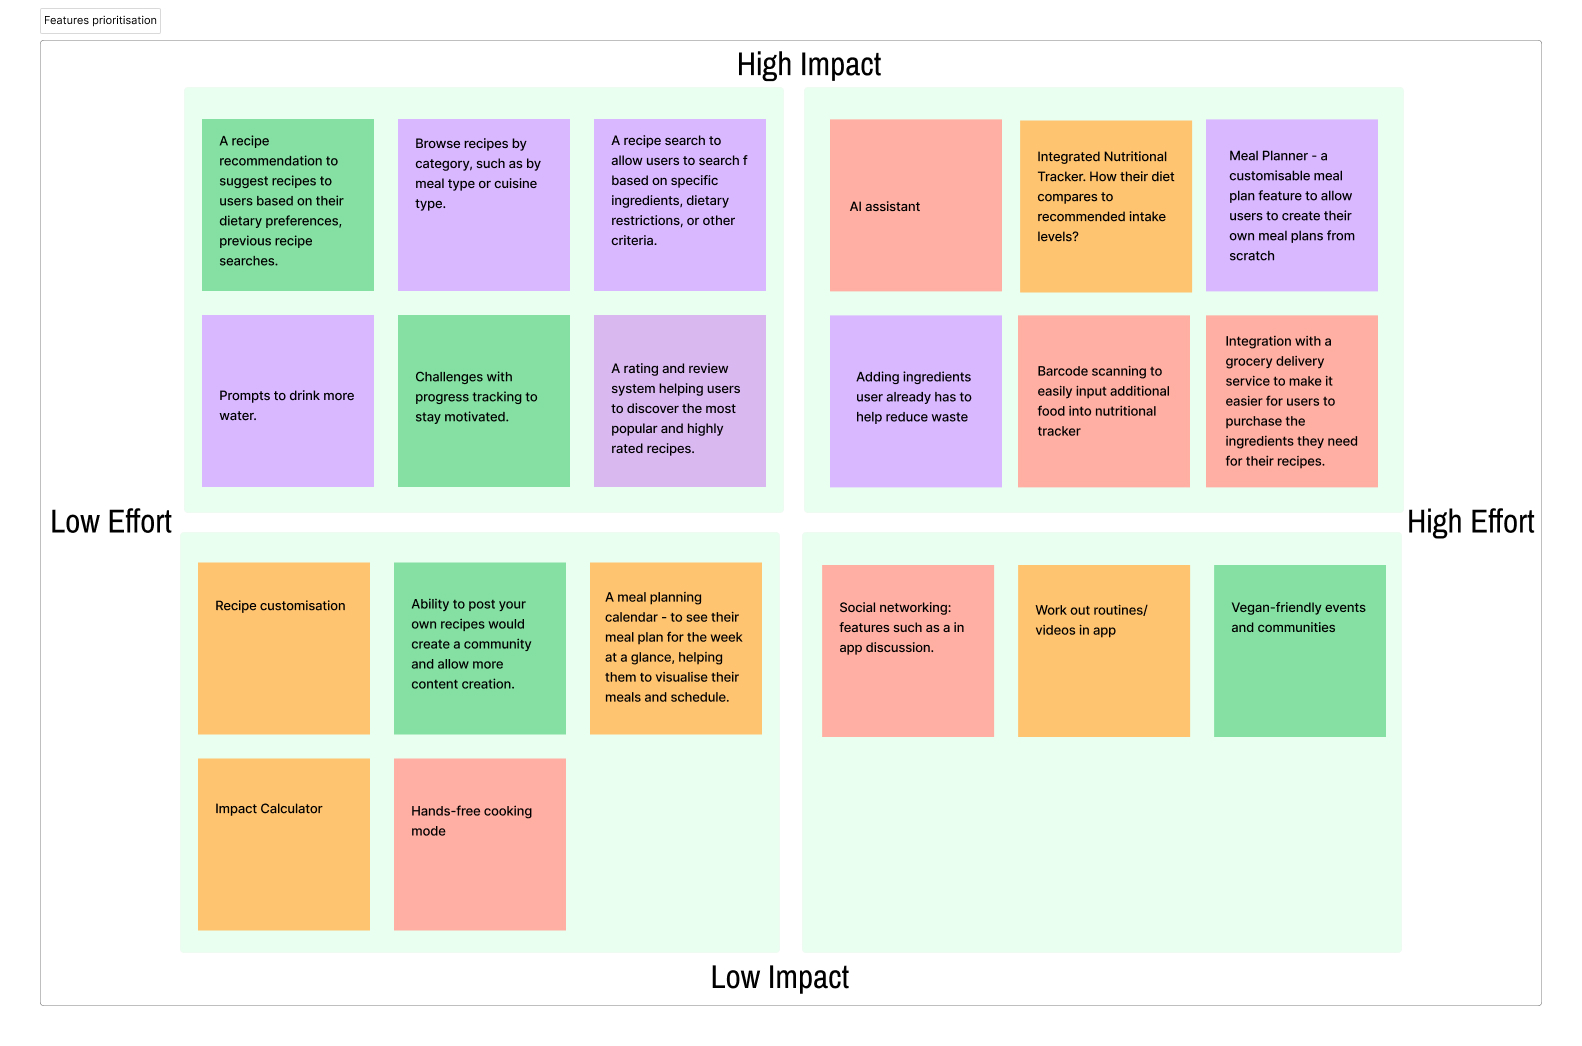 Features prioritisation
High Impact
A recipe
recommendation to
suggest recipes to
users based on their
dietary preferences,
previous recipe
searches.
Browse recipes by
category, such as by
meal type or cuisine
type.
A recipe search to
allow users to search f
based on specific
ingredients, dietary
restrictions, or other
criteria.
AI assistant
Integrated Nutritional
Tracker. How their diet
compares to
recommended intake
levels?
Meal Planner - a
customisable meal
plan feature to allow
users to create their
own meal plans from
scratch
Prompts to drink more
water.
Challenges with
progress tracking to
stay motivated.
A rating and review
system helping users
to discover the most
popular and highly
rated recipes.
Adding ingredients
user already has to
help reduce waste
Barcode scanning to
easily input additional
food into nutritional
tracker
Integration with a
grocery delivery
service to make it
easier for users to
purchase the
ingredients they need
for their recipes.
Low Effort
High Effort
Recipe customisation
Ability to post your
own recipes would
create a community
and allow more
content creation.
A meal planning
calendar - to see their
meal plan for the week
at a glance, helping
them to visualise their
meals and schedule.
Social networking:
features such as a in
app discussion.
Work out routines/
videos in app
Vegan-friendly events
and communities
Impact Calculator
Hands-free cooking
mode
Low Impact